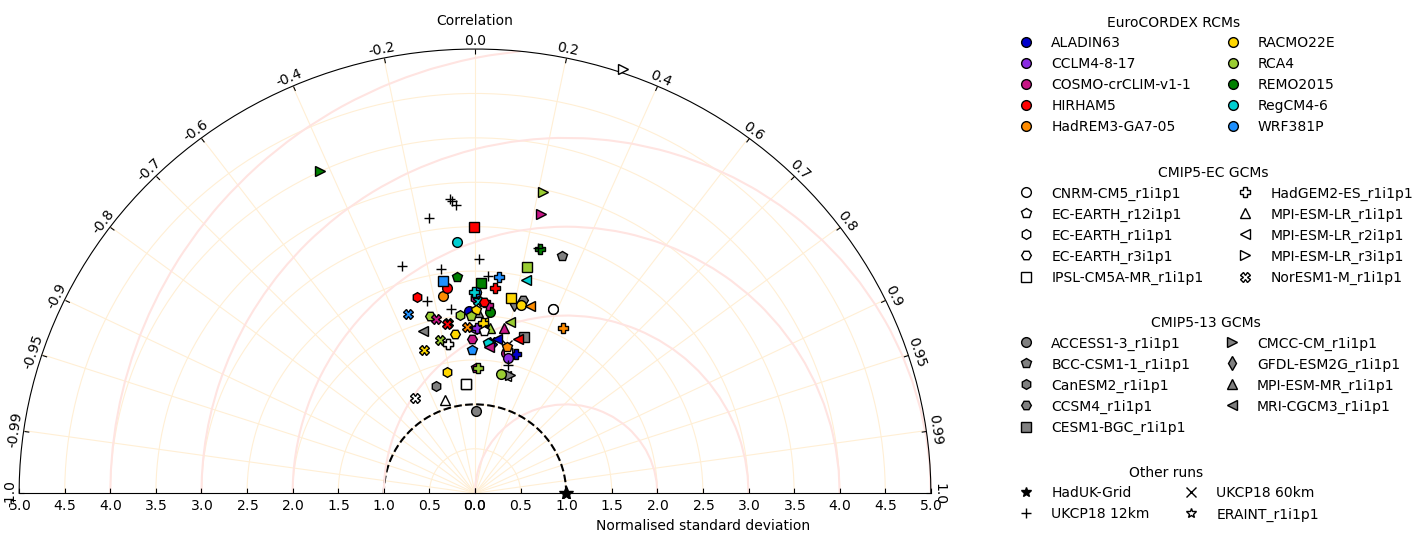 Correlation
0.0
-0.2 0.2
-0.4 0.4
-0.6 0.6
-0.7 0.7
-0.8 0.8
-0.9 0.9
-0.95 0.95
-0.99 0.99
-1.0 1.0
5.0 4.5 4.0 3.5 3.0 2.5 2.0 1.5 1.0 0.5 0.0 0.5 1.0 1.5 2.0 2.5 3.0 3.5 4.0 4.5 5.0
Normalised standard deviation
EuroCORDEX RCMs
ALADIN63 RACMO22E
CCLM4-8-17 RCA4
COSMO-crCLIM-v1-1 REMO2015
HIRHAM5 RegCM4-6
HadREM3-GA7-05 WRF381P
CMIP5-EC GCMs
CNRM-CM5_r1i1p1 HadGEM2-ES_r1i1p1
EC-EARTH_r12i1p1 MPI-ESM-LR_r1i1p1
EC-EARTH_r1i1p1 MPI-ESM-LR_r2i1p1
EC-EARTH_r3i1p1 MPI-ESM-LR_r3i1p1
IPSL-CM5A-MR_r1i1p1 NorESM1-M_r1i1p1
CMIP5-13 GCMs
ACCESS1-3_r1i1p1 CMCC-CM_r1i1p1
BCC-CSM1-1_r1i1p1 GFDL-ESM2G_r1i1p1
CanESM2_r1i1p1 MPI-ESM-MR_r1i1p1
CCSM4_r1i1p1 MRI-CGCM3_r1i1p1
CESM1-BGC_r1i1p1
Other runs
HadUK-Grid UKCP18 60km
UKCP18 12km ERAINT_r1i1p1